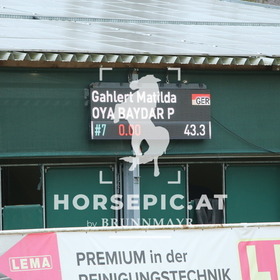 Gahlert Matilda
GER
OYA BAYDAR P
#7 0.00 43.3
HORSEPIC.AT
by BRUNNMAYR
LEMA
PREMIUM in der
REINIGUNGSTECHNIK